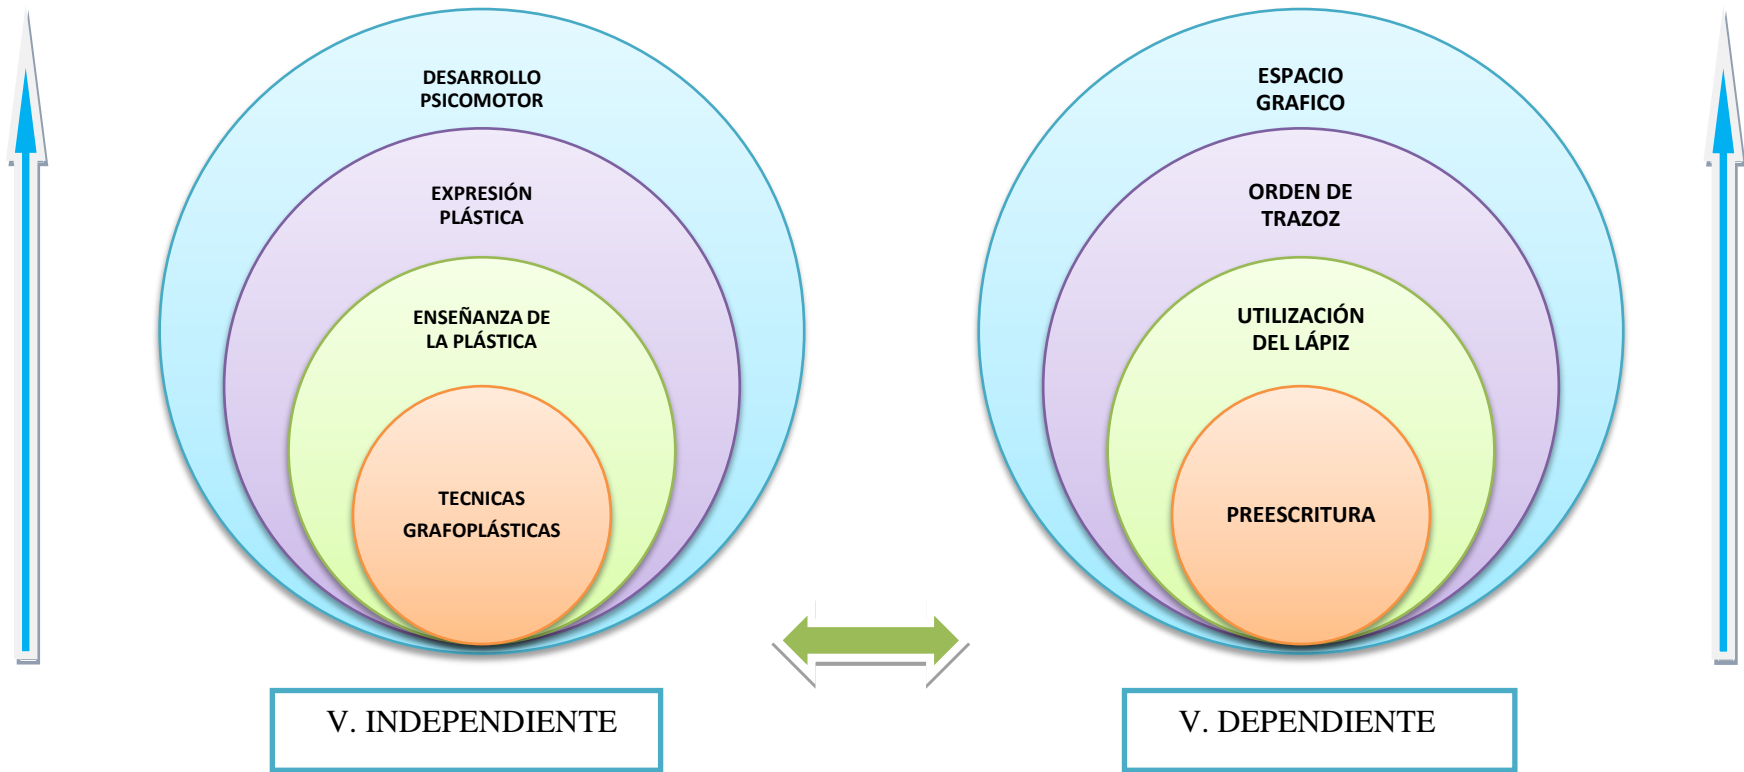 DESARROLLO
PSICOMOTOR
EXPRESIÓN
PLÁSTICA
ENSEÑANZA DE
LA PLÁSTICA
TECNICAS
GRAFOPLÁSTICAS
V. INDEPENDIENTE
ESPACIO
GRAFICO
ORDEN DE
TRAZOZ
UTILIZACIÓN
DEL LÁPIZ
PREESCRITURA
V. DEPENDIENTE